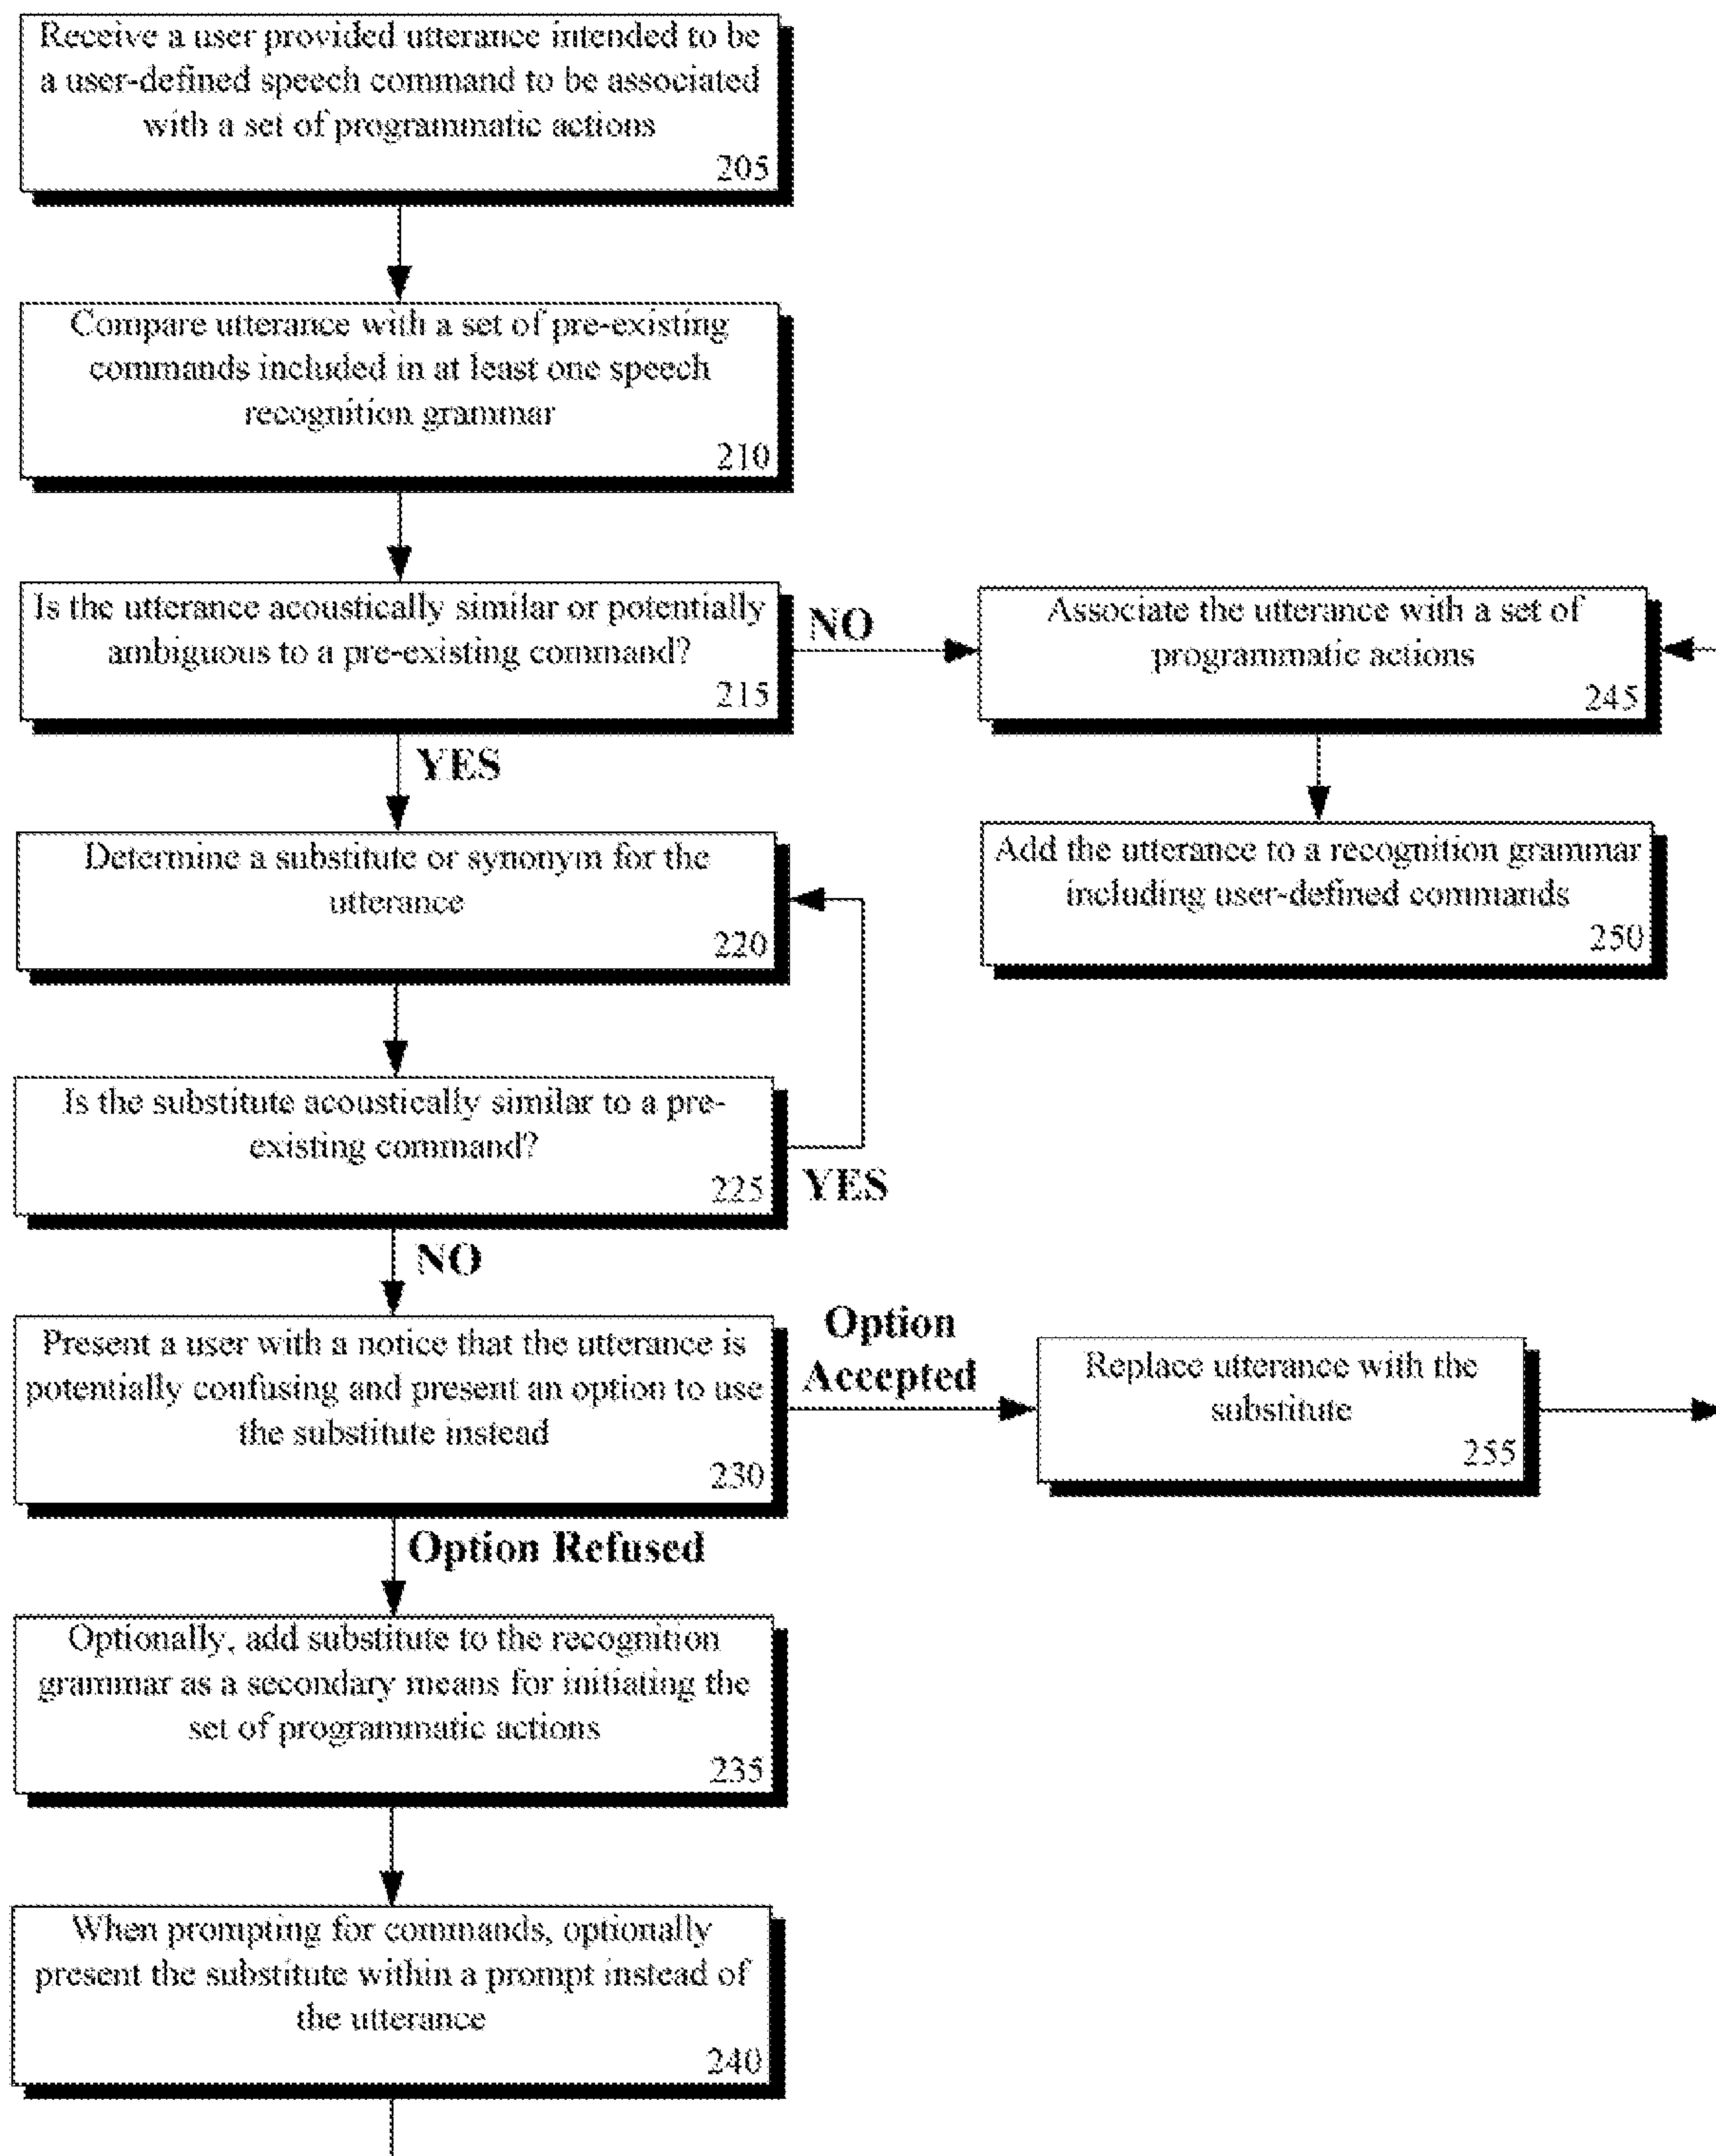 Receive a user provided utterance intended to be
a user-defined speech command to be associated
with a set of programmatic actions
205
Compare utterance with a set of pre-existing
commands included in at least one speech
recognition grammar
210
Is the utterance acoustically similar or potentially
ambiguous to a pre-existing command?
215
NO
Associate the utterance with a set of
programmatic actions
245
YES
Determine a substitute or synonym for the
utterance
220
Add the utterance to a recognition grammar
including user-defined commands
250
Is the substitute acoustically similar to a pre-
existing command?
225
YES
NO
Present a user with a notice that the utterance is
potentially confusing and present an option to use
the substitute instead
230
Option
Accepted
Replace utterance with the
substitute
255
Option Refused
Optionally, add substitute to the recognition
grammar as a secondary means for initiating the
set of programmatic actions
235
When prompting for commands, optionally
present the substitute within a prompt instead of
the utterance
240